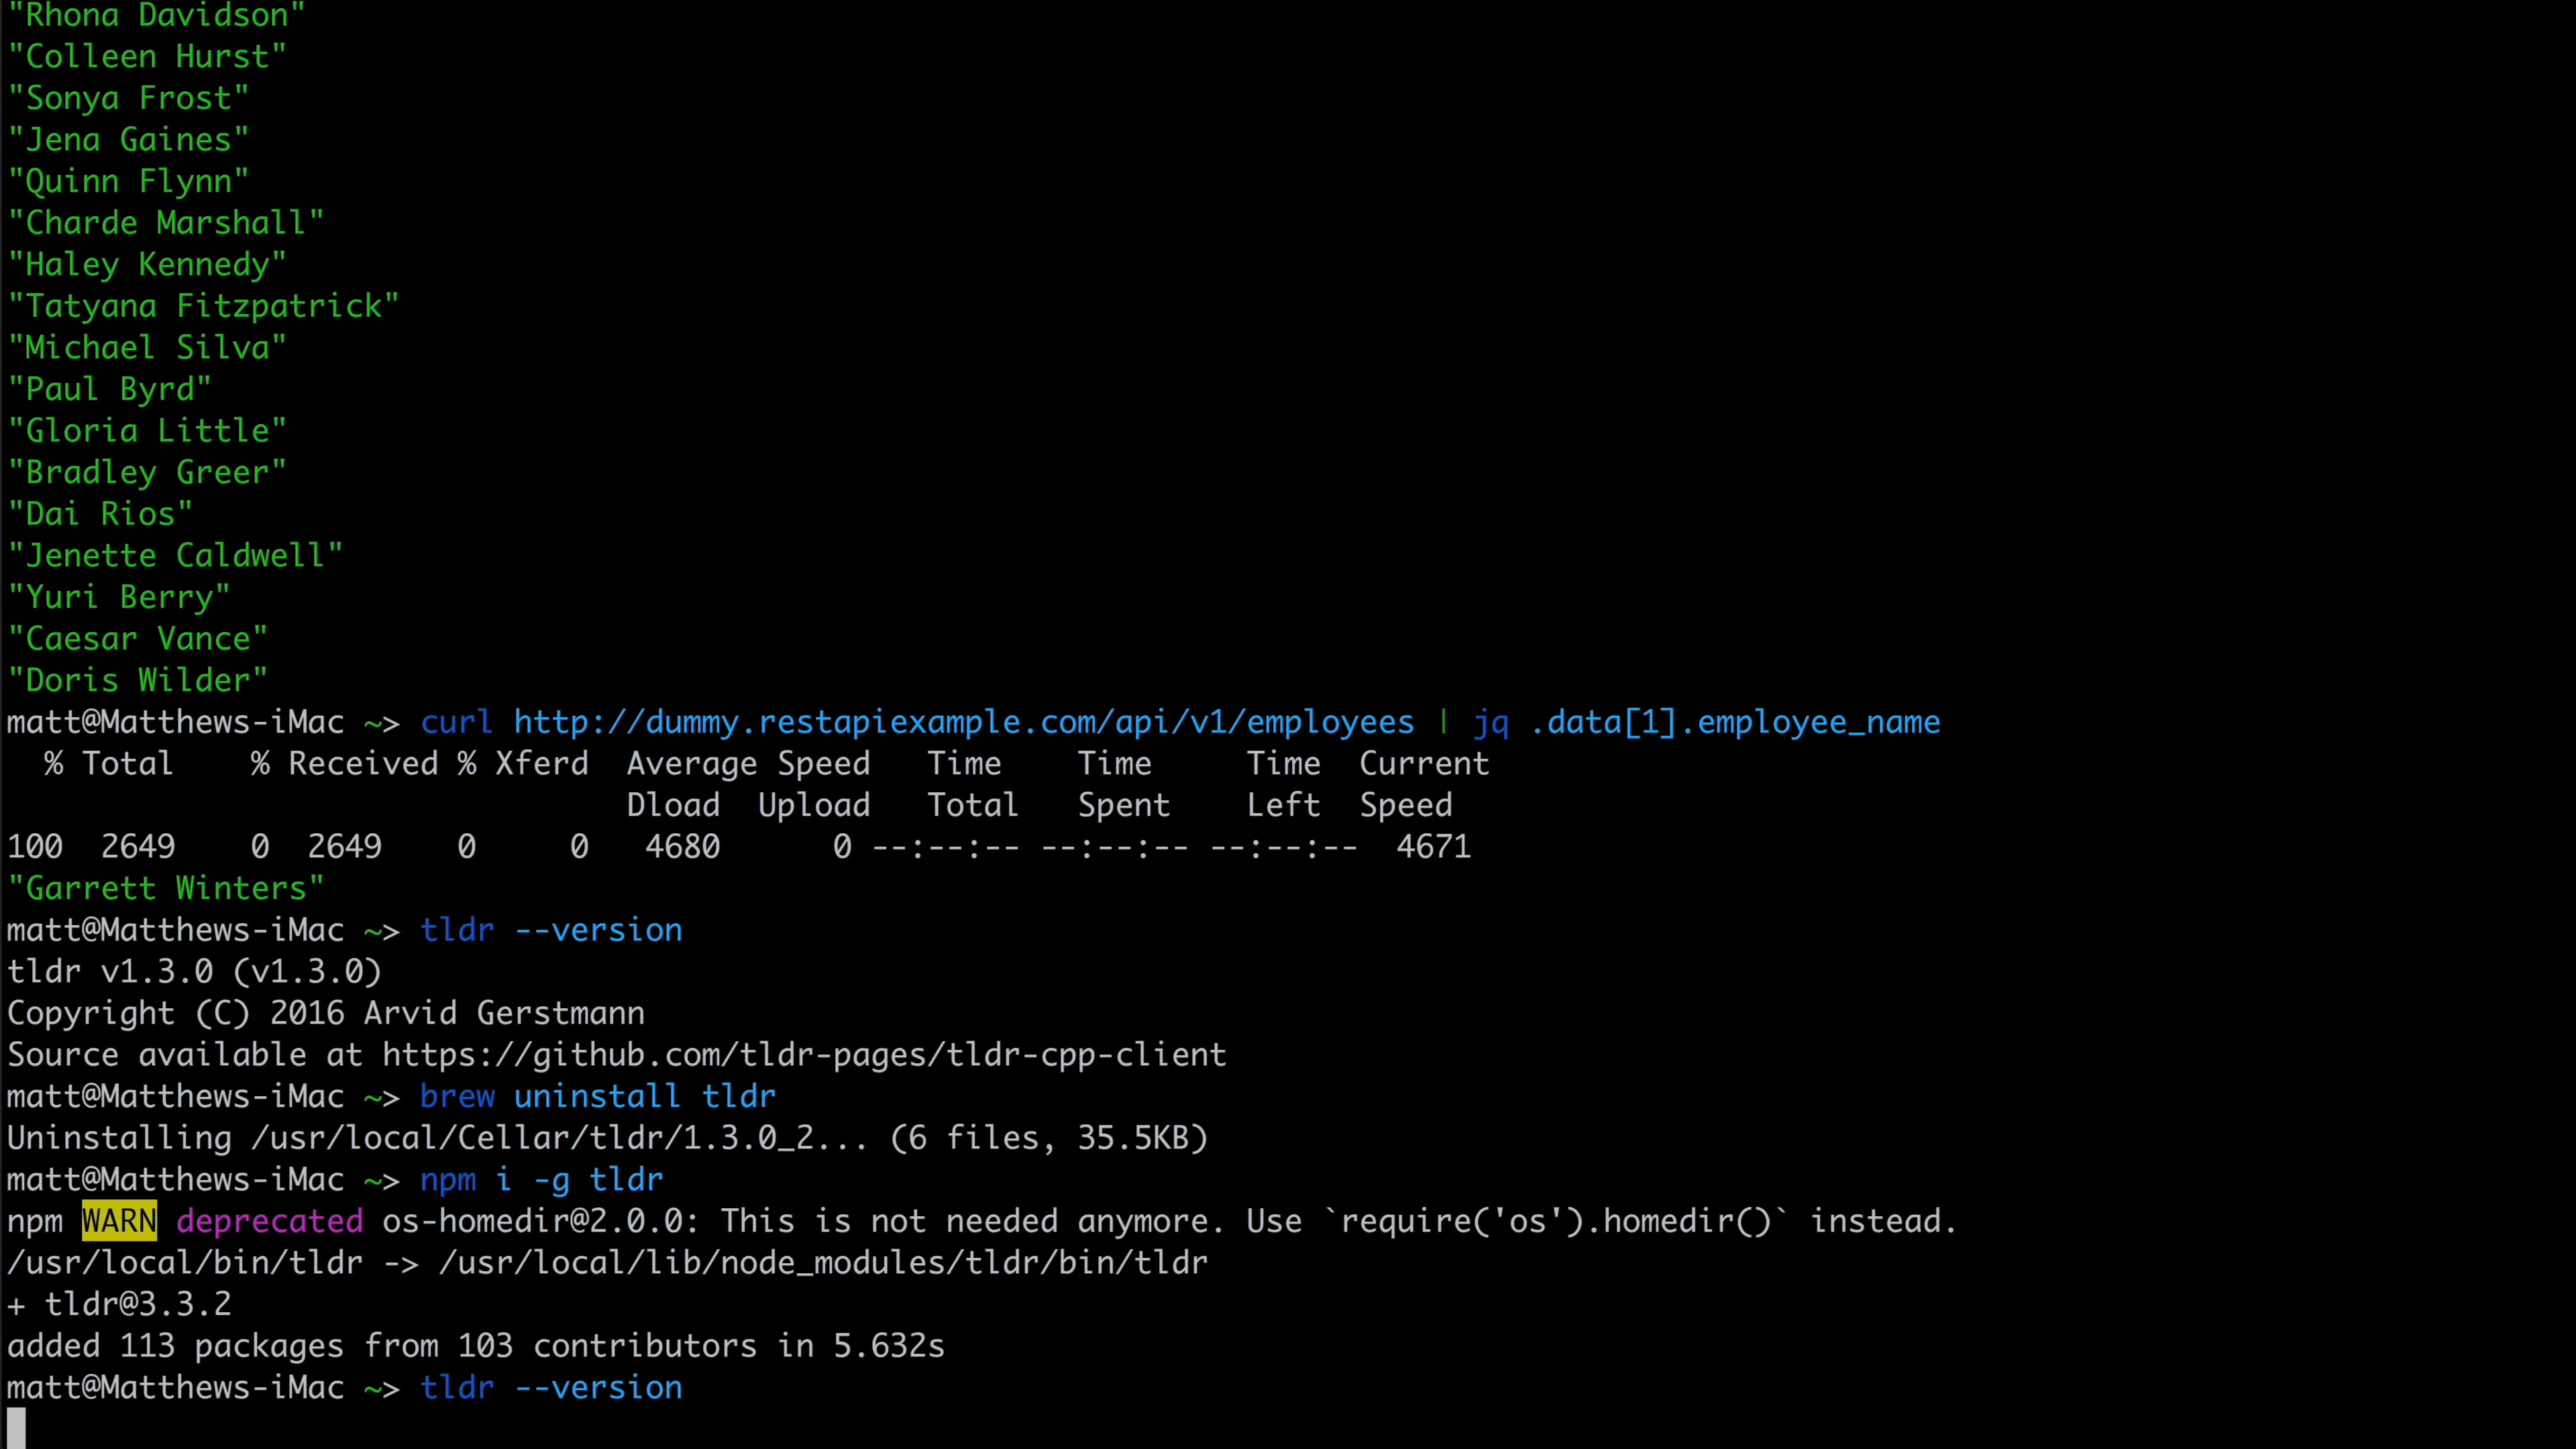 "Rhona Davidson"
"Colleen Hurst"
"Sonya Frost"
"Jena Gaines"
"Quinn Flynn"
"Charde Marshall"
"Haley Kennedy"
"Tatyana Fitzpatrick"
"Michael Silva"
"Paul Byrd"
"Gloria Little"
"Bradley Greer"
"Dai Rios"
"Jenette Caldwell"
"Yuri Berry"
"Caesar Vance"
"Doris Wilder"
matt@Matthews-iMac ~> curl http://dummy.restapiexample.com/api/v1/employees | jq .data[1].employee_name
  % Total    % Received % Xferd  Average Speed   Time    Time     Time  Current
                                 Dload  Upload   Total   Spent    Left  Speed
100  2649    0  2649    0     0   4680      0 --:--:-- --:--:-- --:--:--  4671
"Garrett Winters"
matt@Matthews-iMac ~> tldr --version
tldr v1.3.0 (v1.3.0)
Copyright (C) 2016 Arvid Gerstmann
Source available at https://github.com/tldr-pages/tldr-cpp-client
matt@Matthews-iMac ~> brew uninstall tldr
Uninstalling /usr/local/Cellar/tldr/1.3.0_2... (6 files, 35.5KB)
matt@Matthews-iMac ~> npm i -g tldr
npm WARN deprecated os-homedir@2.0.0: This is not needed anymore. Use `require('os').homedir()` instead.
/usr/local/bin/tldr -> /usr/local/lib/node_modules/tldr/bin/tldr
+ tldr@3.3.2
added 113 packages from 103 contributors in 5.632s
matt@Matthews-iMac ~> tldr --version